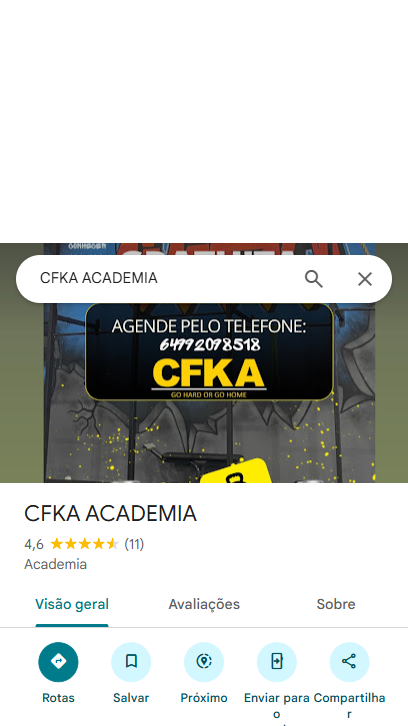 CFKA ACADEMIA
AGENDE PELO TELEFONE:
64992098518
CFKA
GO HARD OR GO HOME
CFKA ACADEMIA
4,6 (11)
Academia
Visão geral Avaliações Sobre
Rotas Salvar Próximo Enviar para o Compartilhar